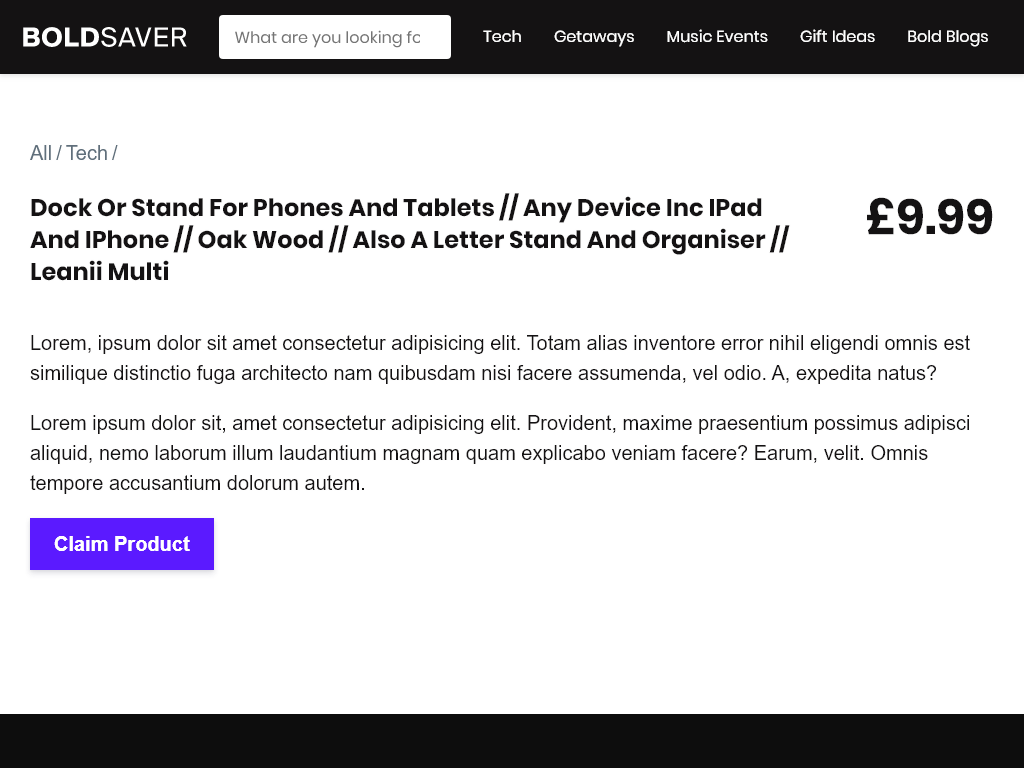 BOLDSAVER
What are you looking fo
Tech
Getaways
Music Events
Gift Ideas
Bold Blogs
All / Tech /
Dock Or Stand For Phones And Tablets // Any Device Inc IPad
And IPhone // Oak Wood // Also A Letter Stand And Organiser //
Leanii Multi
£9.99
Lorem, ipsum dolor sit amet consectetur adipisicing elit. Totam alias inventore error nihil eligendi omnis est
similique distinctio fuga architecto nam quibusdam nisi facere assumenda, vel odio. A, expedita natus?
Lorem ipsum dolor sit, amet consectetur adipisicing elit. Provident, maxime praesentium possimus adipisci
aliquid, nemo laborum illum laudantium magnam quam explicabo veniam facere? Earum, velit. Omnis
tempore accusantium dolorum autem.
Claim Product